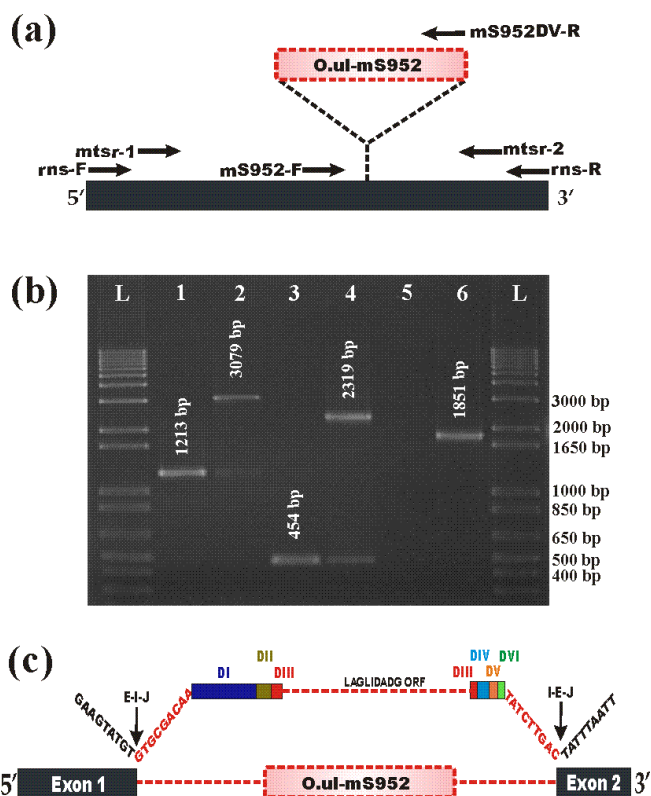 (a)
mS952DV-R
O.ul-mS952
mtsr-1
mtsr-2
rns-F
mS952-F
rns-R
5' 3'
(b)
L 1 2 3 4 5 6 L
3079 bp
2319 bp
1851 bp
1213 bp
454 bp
3000 bp
2000 bp
1650 bp
1000 bp
850 bp
650 bp
500 bp
400 bp
(c)
DII
DI
DIII
LAGLIDADG ORF
DIV
DVI
DIII
DV
GAAGTATGT
E-I-J
GTGCGACAA
TATCTTGAC
I-E-J
TATTTAATT
5' Exon 1
O.ul-mS952
Exon 2 3'